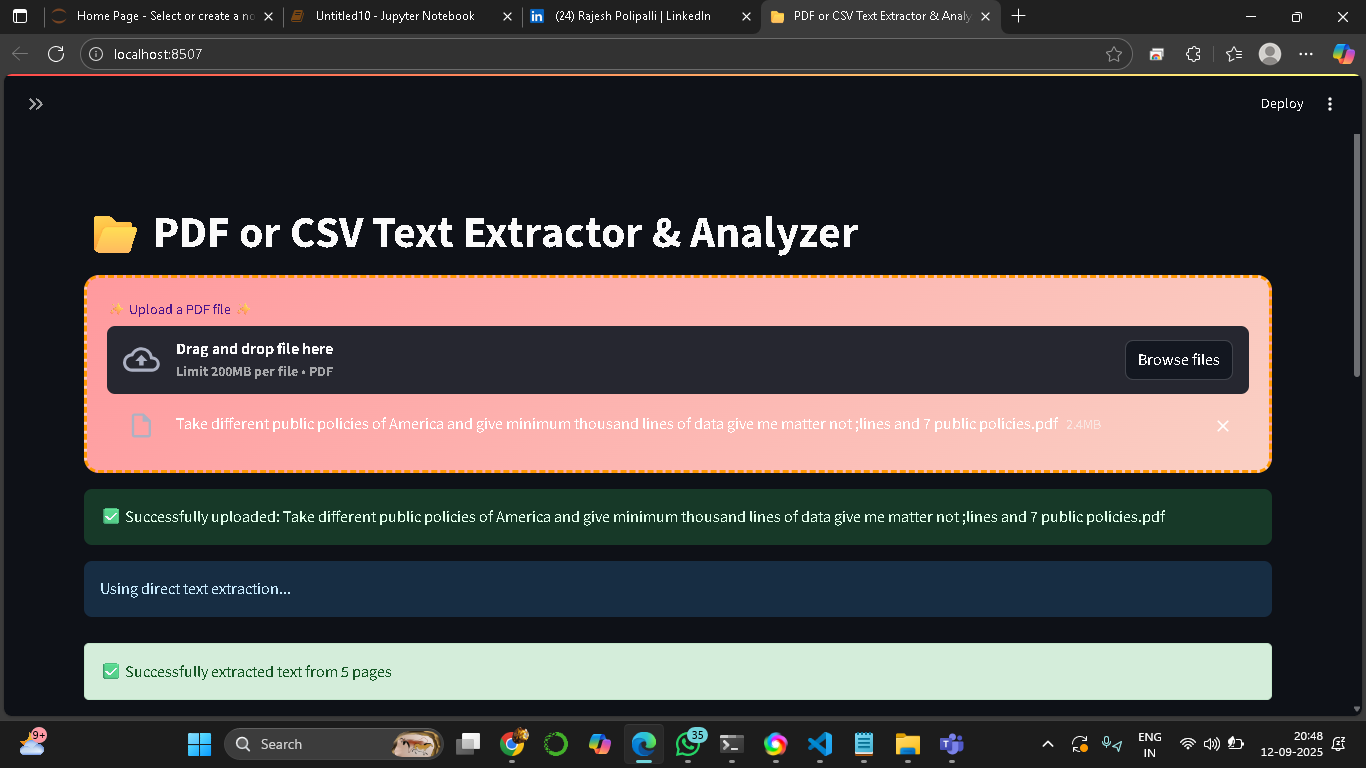 Home Page - Select or create a no
Untitled10 - Jupyter Notebook
(24) Rajesh Polipalli | LinkedIn
PDF or CSV Text Extractor & Analy
localhost:8507
Deploy
📂 PDF or CSV Text Extractor & Analyzer
✨ Upload a PDF file ✨
Drag and drop file here
Limit 200MB per file • PDF
Browse files
Take different public policies of America and give minimum thousand lines of data give me matter not ;lines and 7 public policies.pdf 2.4MB
✅ Successfully uploaded: Take different public policies of America and give minimum thousand lines of data give me matter not ;lines and 7 public policies.pdf
Using direct text extraction...
✅ Successfully extracted text from 5 pages
9+
Search
35
ENG
IN
20:48
12-09-2025